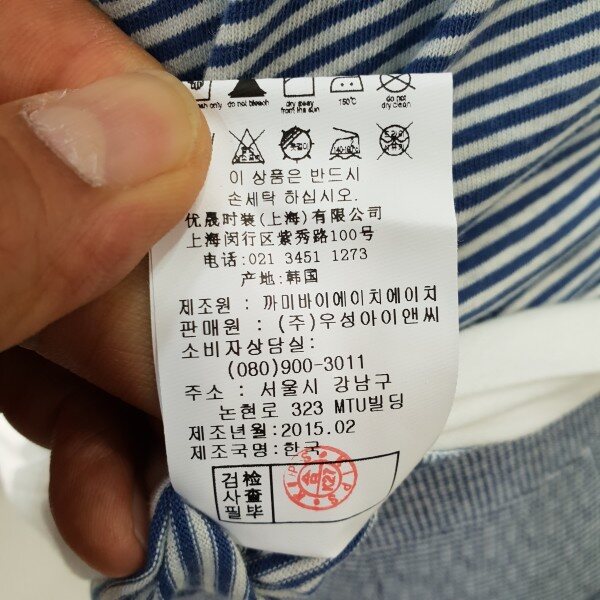 only
do not bleach
dry away
from the sun
150℃
do not
dry clean
이 상품은 반드시
손세탁 하십시오.
优晟时装(上海)有限公司
上海闵行区紫秀路100号
电话:021 3451 1273
产地:韩国
제조원 : 까미바이에이치에이치
판매원 : (주)우성아이앤씨
소비자상담실:
(080)900-3011
주소 : 서울시 강남구
논현로 323 MTU빌딩
제조년월:2015.02
제조국명:한국
검 检
사 查
필 毕